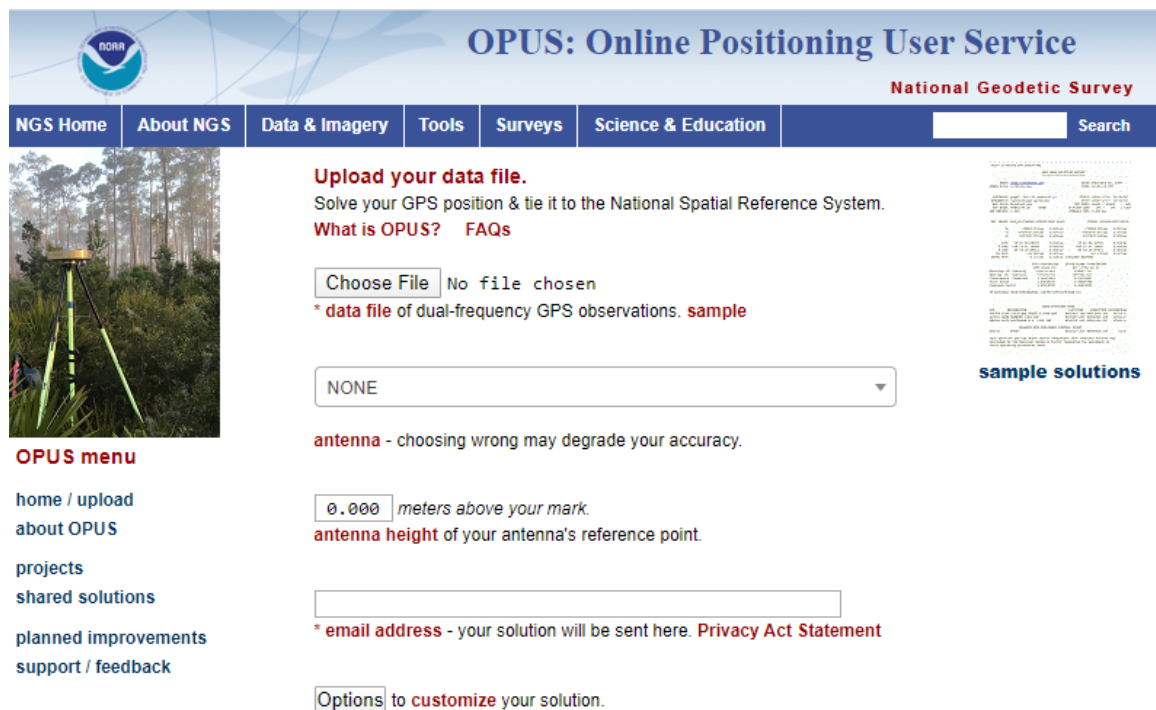 NOAA
OPUS: Online Positioning User Service
National Geodetic Survey
NGS Home
About NGS
Data & Imagery
Tools
Surveys
Science & Education
Search
Upload your data file.
Solve your GPS position & tie it to the National Spatial Reference System.
What is OPUS? FAQs
Choose File No file chosen
* data file of dual-frequency GPS observations. sample
NONE
antenna - choosing wrong may degrade your accuracy.
0.000 meters above your mark.
antenna height of your antenna's reference point.
* email address - your solution will be sent here. Privacy Act Statement
Options to customize your solution.
sample solutions
OPUS menu
home / upload
about OPUS
projects
shared solutions
planned improvements
support / feedback